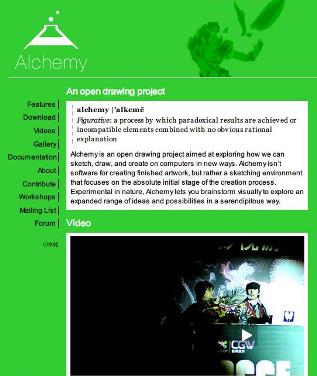 Alchemy
An open drawing project
alchemy |ˈalkəmē
Figurative: a process by which paradoxical results are achieved or
incompatible elements combined with no obvious rational
explanation
Features
Download
Videos
Gallery
Documentation
About
Contribute
Workshops
Mailing List
Forum
日本語
Alchemy is an open drawing project aimed at exploring how we can
sketch, draw, and create on computers in new ways. Alchemy isn't
software for creating finished artwork, but rather a sketching environment
that focuses on the absolute initial stage of the creation process.
Experimental in nature, Alchemy lets you brainstorm visually to explore an
expanded range of ideas and possibilities in a serendipitous way.
Video
CGW